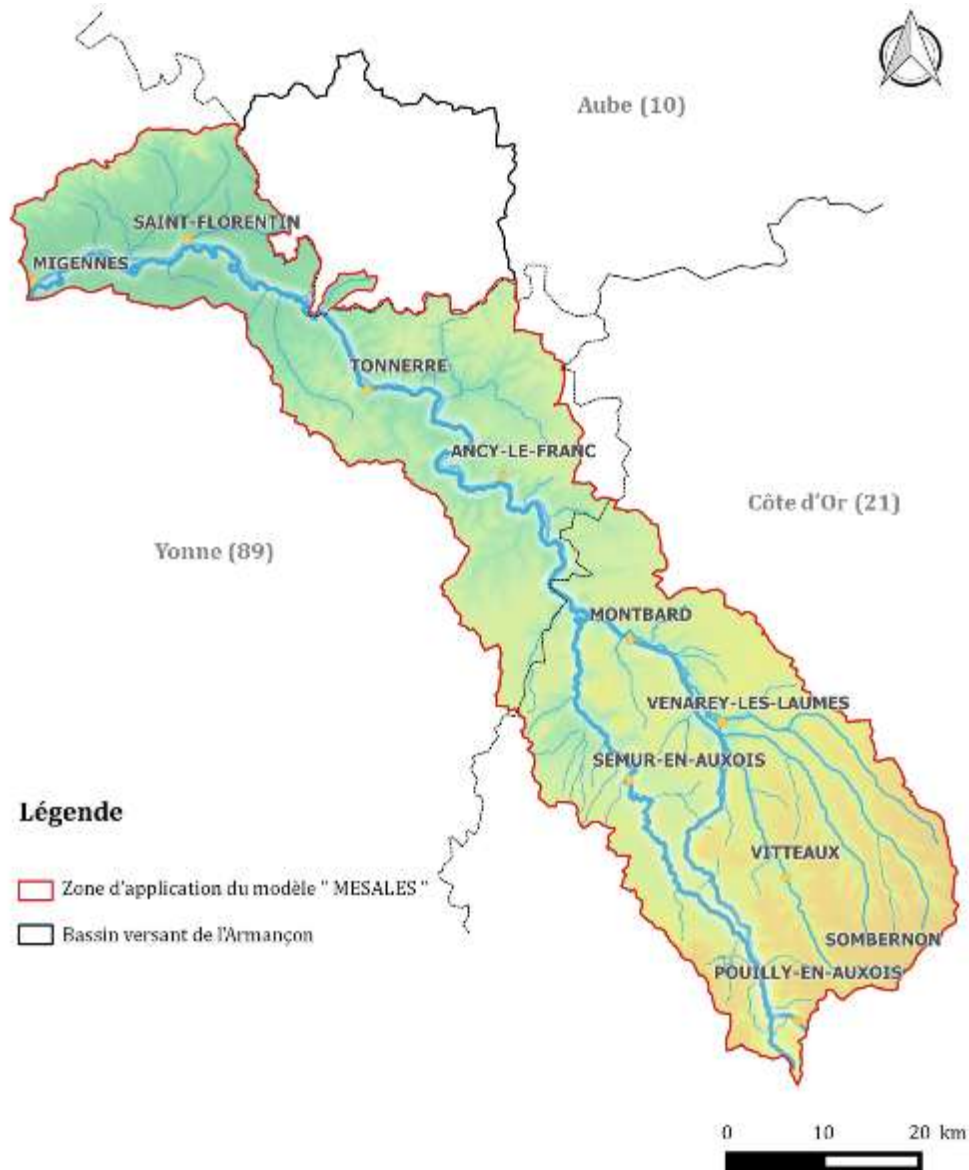 Aube (10)
SAINT-FLORENTIN
MIGENNES
TONNERRE
ANCY-LE-FRANC
Côte d'Or (21)
Yonne (89)
MONTBARD
VENAREY-LES-LAUMES
SEMUR-EN-AUXOIS
Légende
VITTEAUX
Zone d'application du modèle " MESALES "
Bassin versant de l'Armançon
SOMBERNON
POUILLY-EN-AUXOIS
0 10 20 km